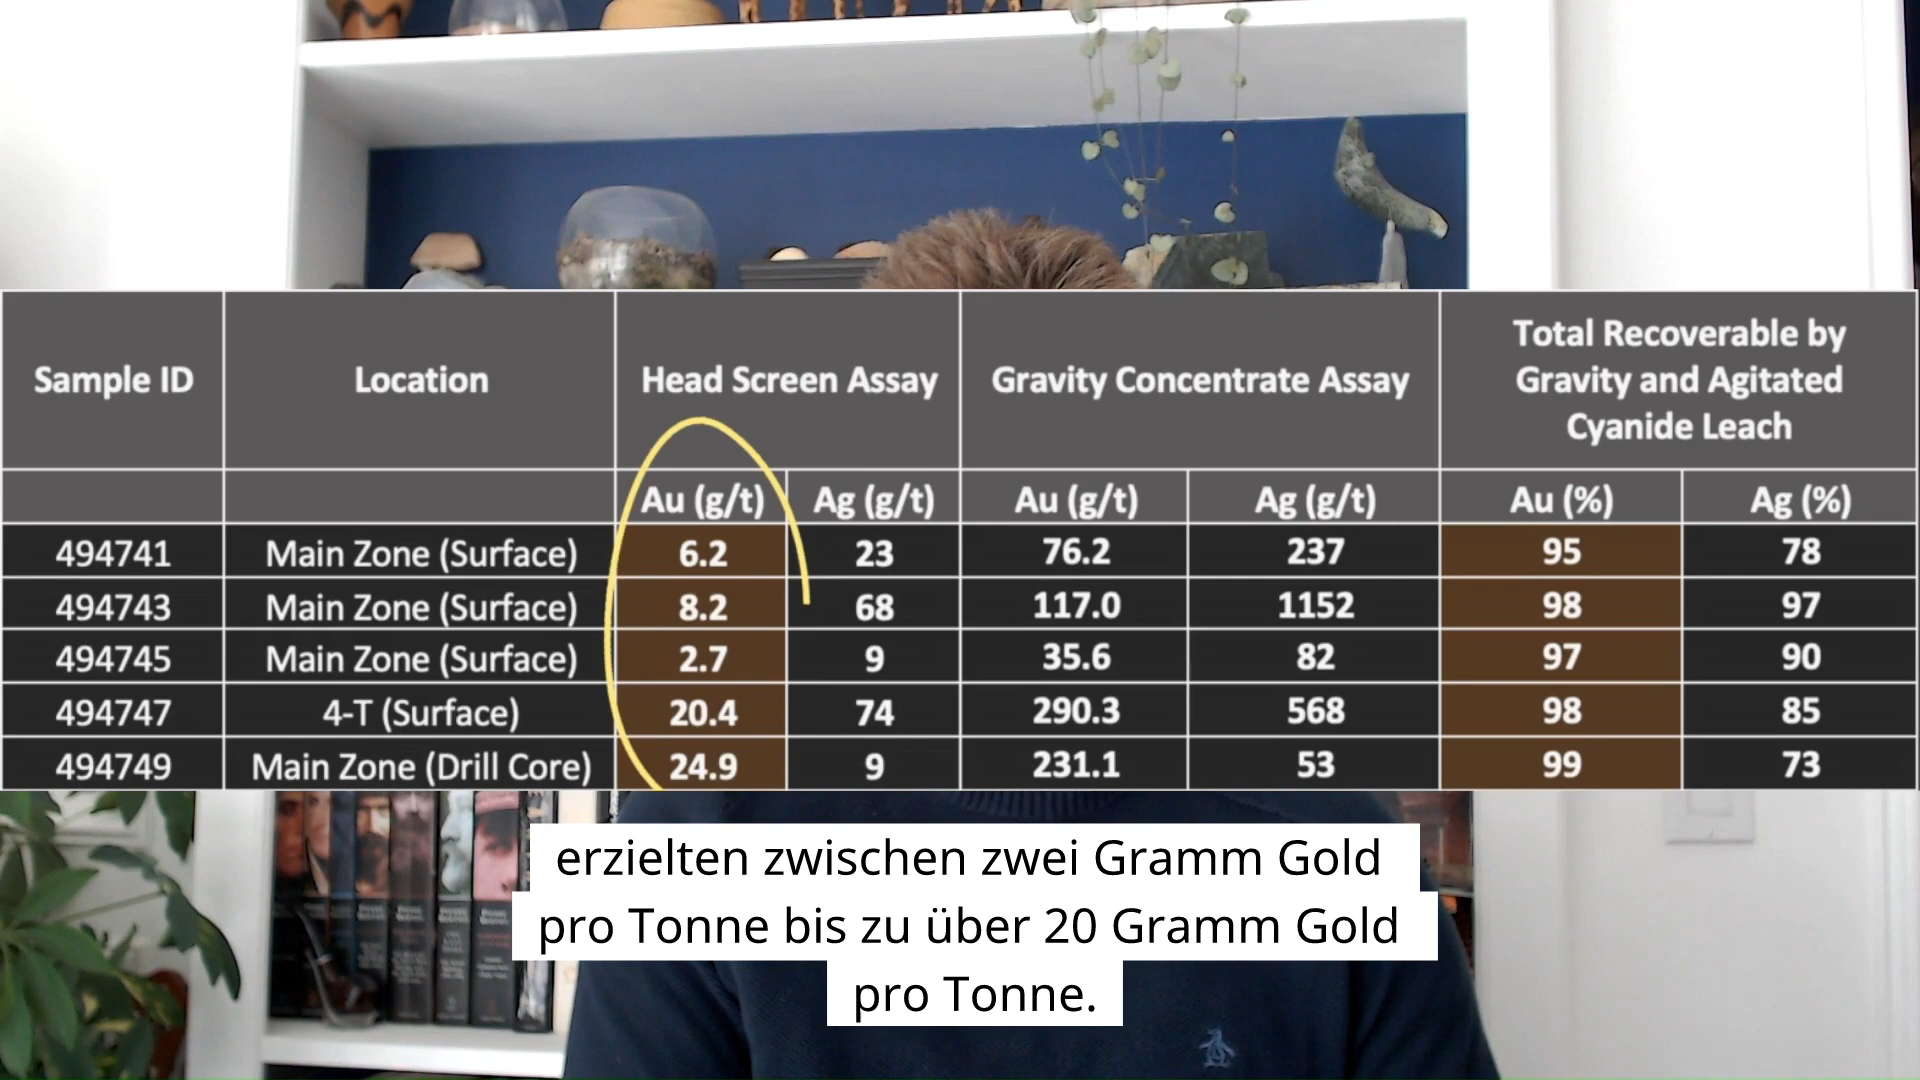 Sample ID Location Head Screen Assay Gravity Concentrate Assay Total Recoverable by
Gravity and Agitated
Cyanide Leach
Au (g/t) Ag (g/t) Au (g/t) Ag (g/t) Au (%) Ag (%)
494741 Main Zone (Surface) 6.2 23 76.2 237 95 78
494743 Main Zone (Surface) 8.2 68 117.0 1152 98 97
494745 Main Zone (Surface) 2.7 9 35.6 82 97 90
494747 4-T (Surface) 20.4 74 290.3 568 98 85
494749 Main Zone (Drill Core) 24.9 9 231.1 53 99 73
erzielten zwischen zwei Gramm Gold
pro Tonne bis zu über 20 Gramm Gold
pro Tonne.